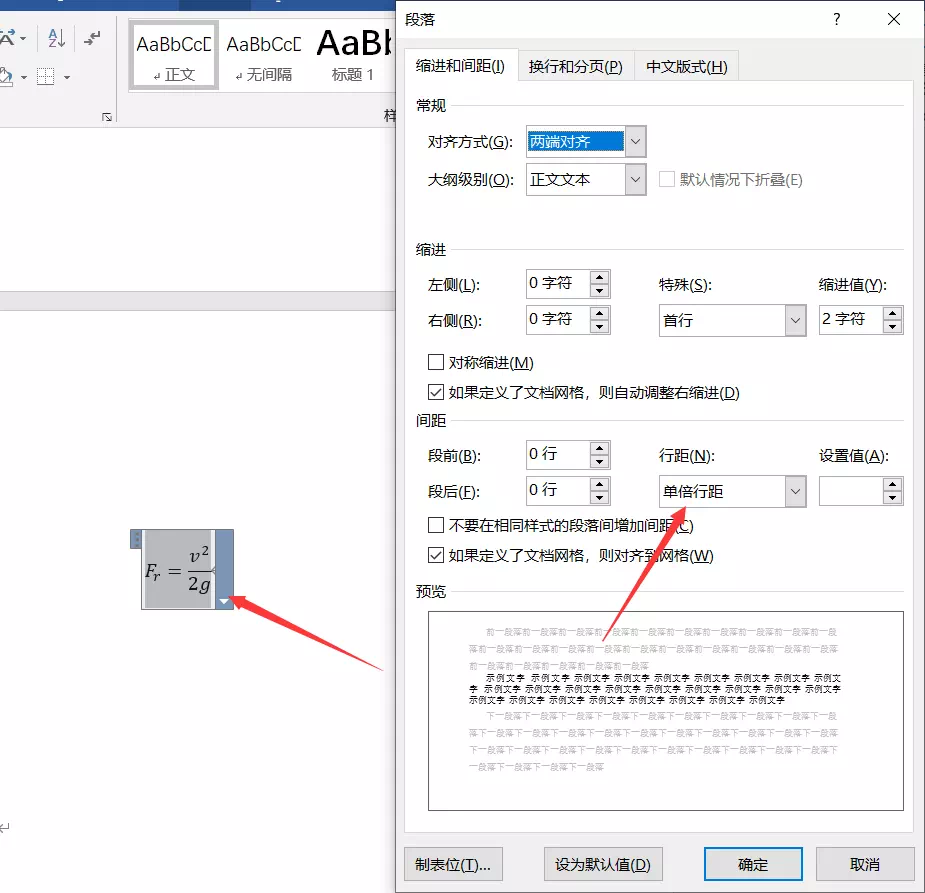 段落
?
AaBbCcD AaBbCcD AaBb
正文 无间隔 标题 1
样
缩进和间距(I) 换行和分页(P) 中文版式(H)
常规
对齐方式(G): 两端对齐
大纲级别(O): 正文文本 默认情况下折叠(E)
缩进
左侧(L): 0 字符 特殊(S): 缩进值(Y):
右侧(R): 0 字符 首行 2 字符
对称缩进(M)
如果定义了文档网格，则自动调整右缩进(D)
间距
段前(B): 0 行 行距(N): 设置值(A):
段后(F): 0 行 单倍行距
不要在相同样式的段落间增加间距(C)
如果定义了文档网格，则对齐到网格(W)
F_r = v²/2g
预览
前一段落前一段落前一段落前一段落前一段落前一段落前一段落前一段落前一段
落前一段落前一段落前一段落前一段落前一段落前一段落前一段落前一段落前一段落
前一段落前一段落前一段落前一段落前一段落
示例文字 示例文字 示例文字 示例文字 示例文字 示例文字 示例文字 示例文字 示例文
字 示例文字 示例文字 示例文字 示例文字 示例文字 示例文字 示例文字 示例文字 示例文字
示例文字 示例文字 示例文字 示例文字 示例文字 示例文字 示例文字 示例文字
下一段落下一段落下一段落下一段落下一段落下一段落下一段落下一段落下一段
落下一段落下一段落下一段落下一段落下一段落下一段落下一段落下一段落下一段落
下一段落下一段落下一段落下一段落下一段落下一段落下一段落下一段落下一段落下
一段落下一段落下一段落下一段落
制表位(T)... 设为默认值(D) 确定 取消